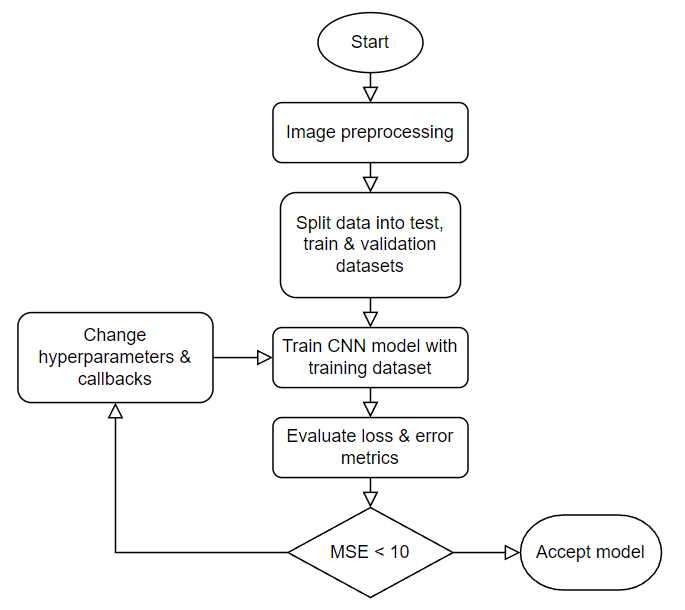 Start
Image preprocessing
Split data into test,
train & validation
datasets
Change
hyperparameters &
callbacks
Train CNN model with
training dataset
Evaluate loss & error
metrics
MSE < 10
Accept model